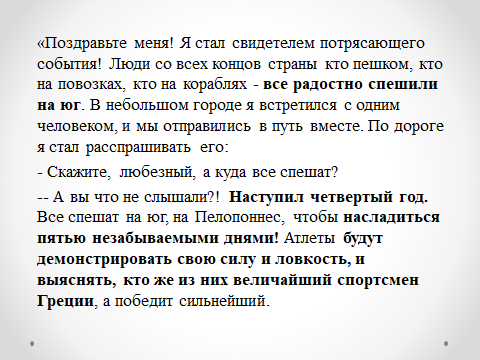 «Поздравьте меня! Я стал свидетелем потрясающего
события! Люди со всех концов страны кто пешком, кто
на повозках, кто на кораблях - все радостно спешили
на юг. В небольшом городе я встретился с одним
человеком, и мы отправились в путь вместе. По дороге
я стал расспрашивать его:
- Скажите, любезный, а куда все спешат?
-- А вы что не слышали?! Наступил четвертый год.
Все спешат на юг, на Пелопоннес, чтобы насладиться
пятью незабываемыми днями! Атлеты будут
демонстрировать свою силу и ловкость, и
выяснять, кто же из них величайший спортсмен
Греции, а победит сильнейший.